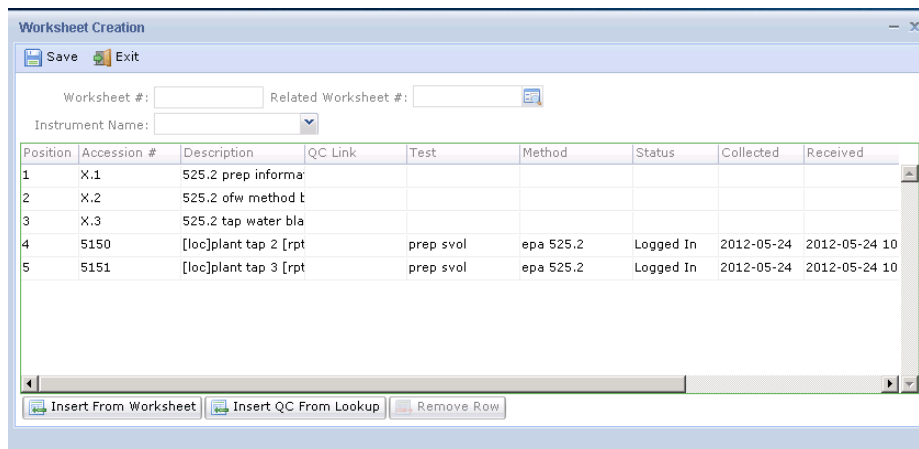 Worksheet Creation
Save Exit
Worksheet #: Related Worksheet #:
Instrument Name:
Position Accession # Description QC Link Test Method Status Collected Received
1 X.1 525.2 prep informa
2 X.2 525.2 ofw method b
3 X.3 525.2 tap water bla
4 5150 [loc]plant tap 2 [rpt prep svol epa 525.2 Logged In 2012-05-24 2012-05-24 10
5 5151 [loc]plant tap 3 [rpt prep svol epa 525.2 Logged In 2012-05-24 2012-05-24 10
Insert From Worksheet Insert QC From Lookup Remove Row